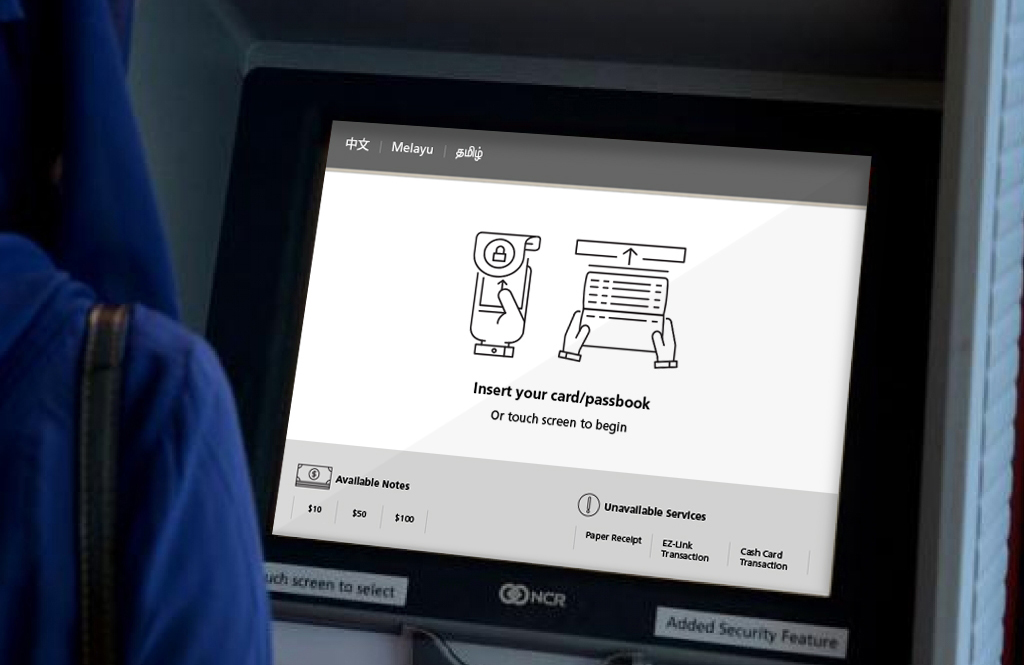 中文 | Melayu | தமிழ்
Insert your card/passbook
Or touch screen to begin
Available Notes
$10
$50
$100
Unavailable Services
Paper Receipt
EZ-Link
Transaction
Cash Card
Transaction
uch screen to select
NCR
Added Security Feature